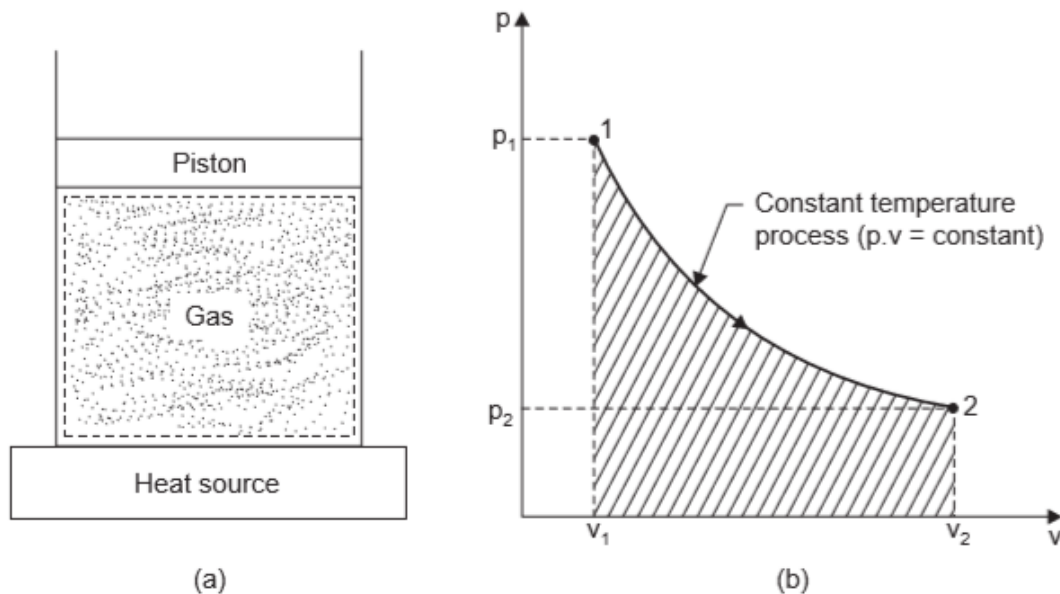 Piston
Gas
Heat source
(a)
p
p₁
1
Constant temperature
process (p.v = constant)
p₂
2
v₁
v₂
v
(b)